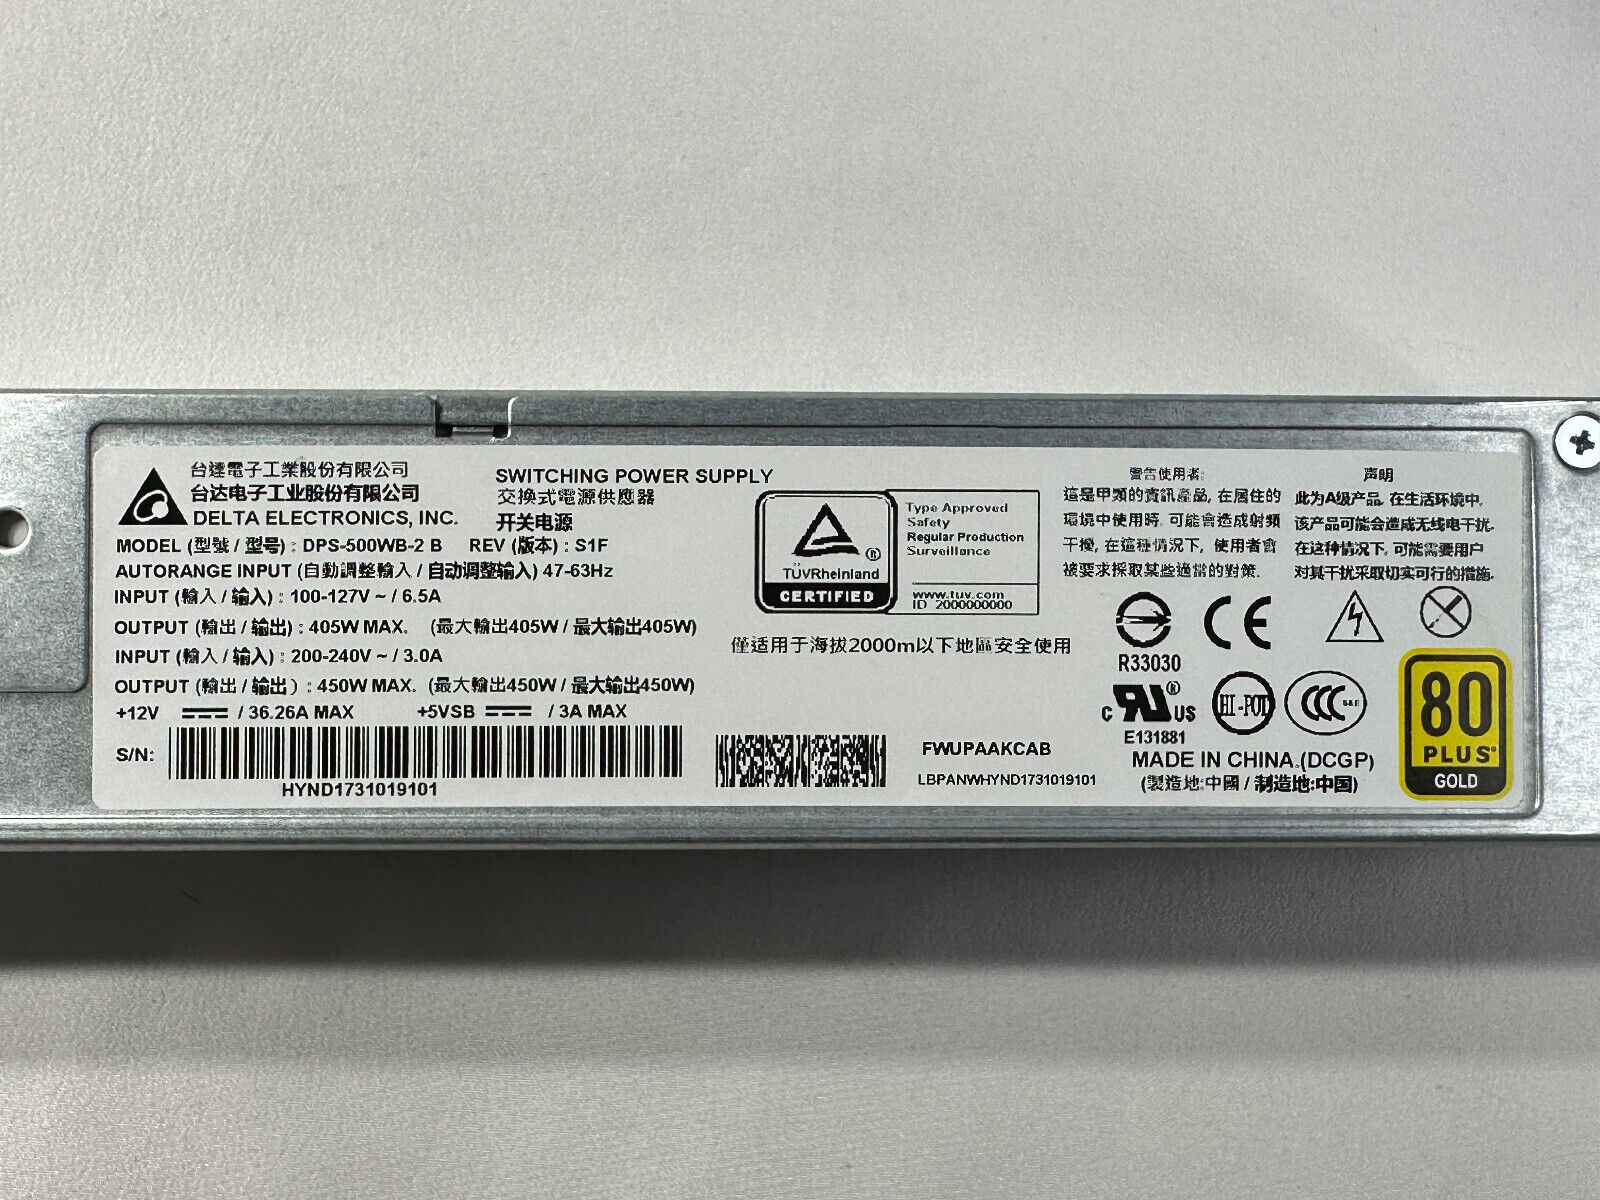 台達電子工業股份有限公司
台达电子工业股份有限公司
DELTA ELECTRONICS, INC.
SWITCHING POWER SUPPLY
交換式電源供應器
开关电源
MODEL (型號 / 型号) : DPS-500WB-2 B REV (版本) : S1F
AUTORANGE INPUT (自動調整輸入 / 自动调整输入) 47-63Hz
INPUT (輸入 / 输入) : 100-127V ~ / 6.5A
OUTPUT (輸出 / 输出) : 405W MAX. (最大輸出405W / 最大输出405W)
INPUT (輸入 / 输入) : 200-240V ~ / 3.0A
OUTPUT (輸出 / 输出) : 450W MAX. (最大輸出450W / 最大输出450W)
+12V / 36.26A MAX +5VSB / 3A MAX
S/N:
HYND1731019101
TÜVRheinland
®
CERTIFIED
Type Approved
Safety
Regular Production
Surveillance
www.tuv.com
ID 2000000000
僅适用于海拔2000m以下地區安全使用
FWUPAAKCAB
LBPANWHYND1731019101
警告使用者:
這是甲類的資訊產品, 在居住的
環境中使用時, 可能會造成射頻
干擾, 在這種情況下, 使用者會
被要求採取某些適當的對策.
声明
此为A级产品, 在生活环境中,
该产品可能会造成无线电干扰.
在这种情况下, 可能需要用户
对其干扰采取切实可行的措施.
CE
R33030
c RU ® US
E131881
HI-POT
CCC S&E
MADE IN CHINA.(DCGP)
(製造地:中國 / 制造地:中国)
80
PLUS®
GOLD